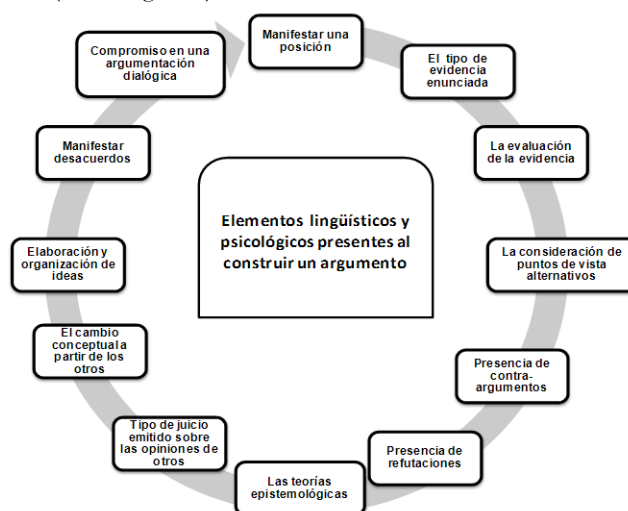 Manifestar una
posición
El tipo de
evidencia
enunciada
La evaluación
de la evidencia
La consideración de
puntos de vista
alternativos
Presencia de
contra-
argumentos
Presencia de
refutaciones
Las teorías
epistemológicas
Tipo de juicio
emitido sobre
las opiniones de
otros
El cambio
conceptual a
partir de los
otros
Elaboración y
organización de
ideas
Manifestar
desacuerdos
Compromiso en una
argumentación
dialógica
Elementos lingüísticos y
psicológicos presentes al
construir un argumento